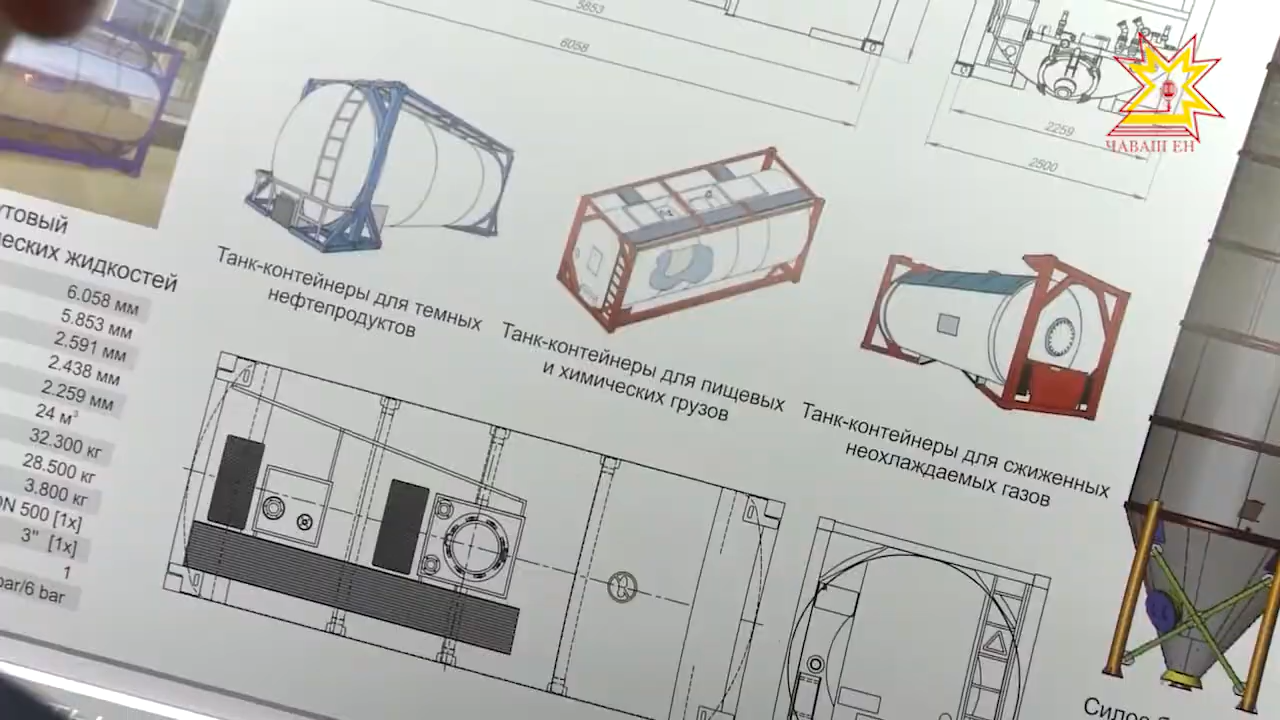 5853
6058
2259
2500
ЧАВАШ ЕН
Танк-контейнеры для темных
нефтепродуктов
Танк-контейнеры для пищевых
и химических грузов
Танк-контейнеры для сжиженных
неохлаждаемых газов
жидкостей
6.058 мм
5.853 мм
2.591 мм
2.438 мм
2.259 мм
24 м³
32.300 кг
28.500 кг
3.800 кг
DN 500 [1x]
3" [1x]
1
bar/6 bar